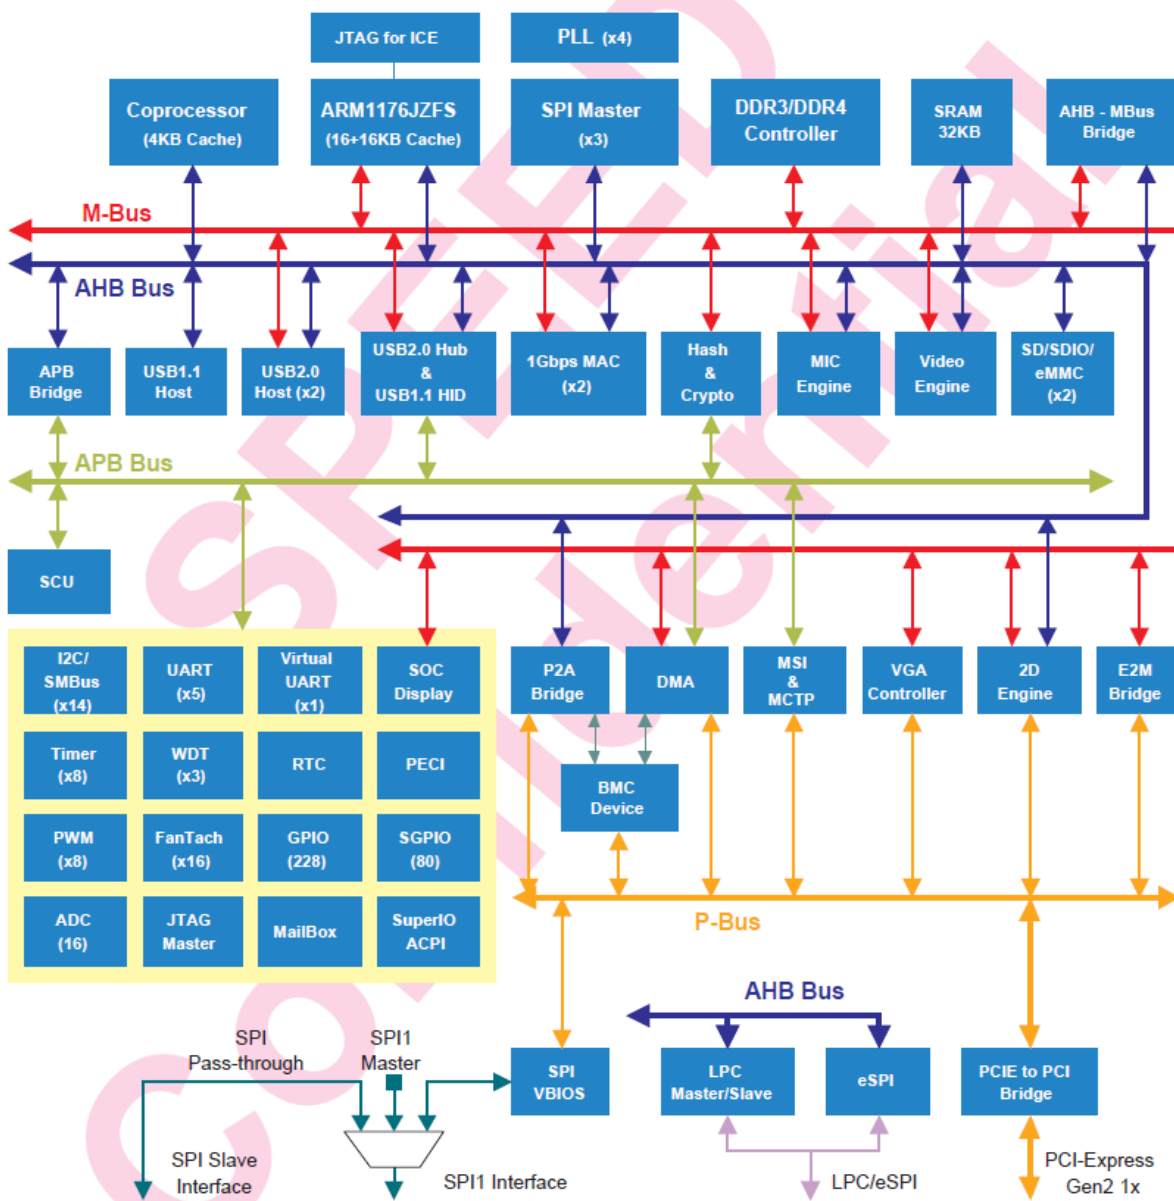 JTAG for ICE
PLL (x4)
Coprocessor
(4KB Cache)
ARM1176JZFS
(16+16KB Cache)
SPI Master
(x3)
DDR3/DDR4
Controller
SRAM
32KB
AHB - MBus
Bridge
M-Bus
AHB Bus
APB
Bridge
USB1.1
Host
USB2.0
Host (x2)
USB2.0 Hub
&
USB1.1 HID
1Gbps MAC
(x2)
Hash
&
Crypto
MIC
Engine
Video
Engine
SD/SDIO/
eMMC
(x2)
APB Bus
SCU
I2C/
SMBus
(x14)
UART
(x5)
Virtual
UART
(x1)
SOC
Display
P2A
Bridge
DMA
MSI
&
MCTP
VGA
Controller
2D
Engine
E2M
Bridge
Timer
(x8)
WDT
(x3)
RTC
PECI
BMC
Device
PWM
(x8)
FanTach
(x16)
GPIO
(228)
SGPIO
(80)
ADC
(16)
JTAG
Master
MailBox
SuperIO
ACPI
P-Bus
AHB Bus
SPI
Pass-through
SPI1
Master
SPI
VBIOS
LPC
Master/Slave
eSPI
PCIE to PCI
Bridge
SPI Slave
Interface
SPI1 Interface
LPC/eSPI
PCI-Express
Gen2 1x